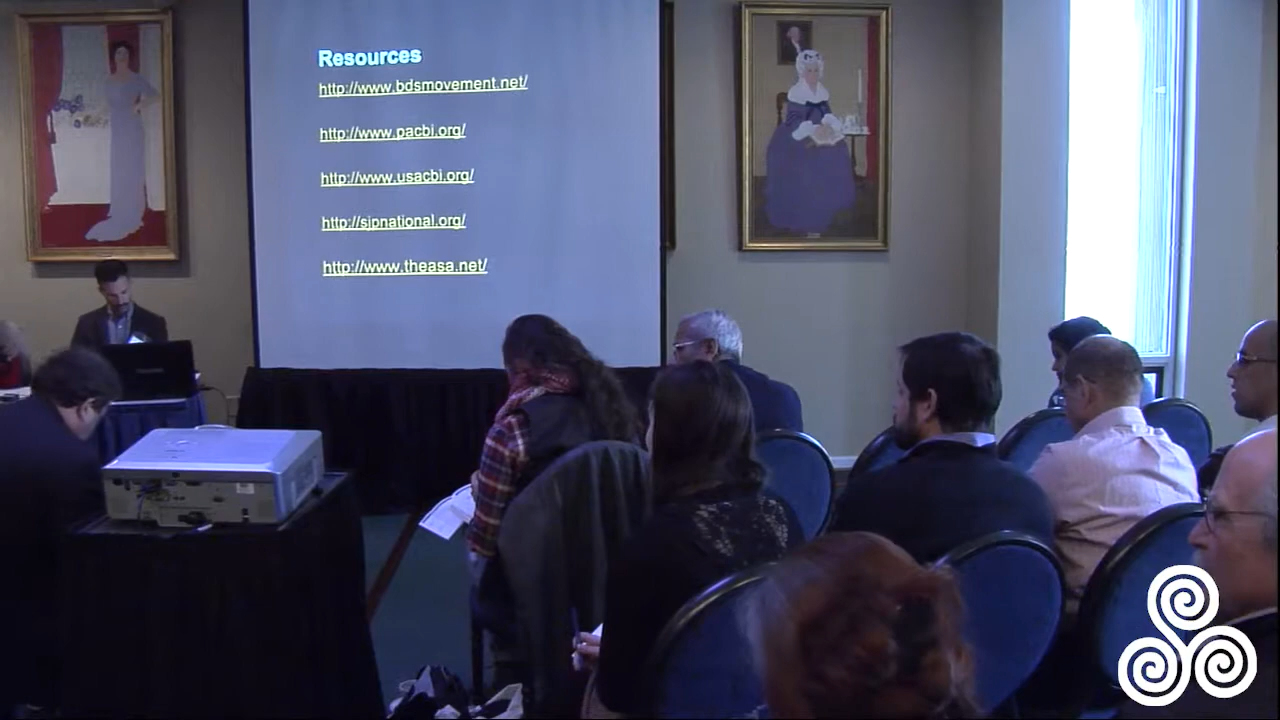 Resources
http://www.bdsmovement.net/
http://www.pacbi.org/
http://www.usacbi.org/
http://sjpnational.org/
http://www.theasa.net/